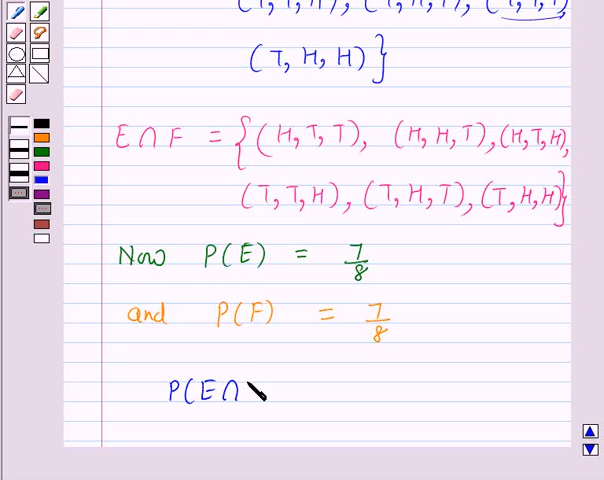 (T, T, H), (T, H, T), (T, T, T)
(T, H, H)}
E ∩ F = {(H, T, T), (H, H, T), (H, T, H),
(T, T, H), (T, H, T), (T, H, H)}
Now P(E) = 7/8
and P(F) = 7/8
P(E ∩